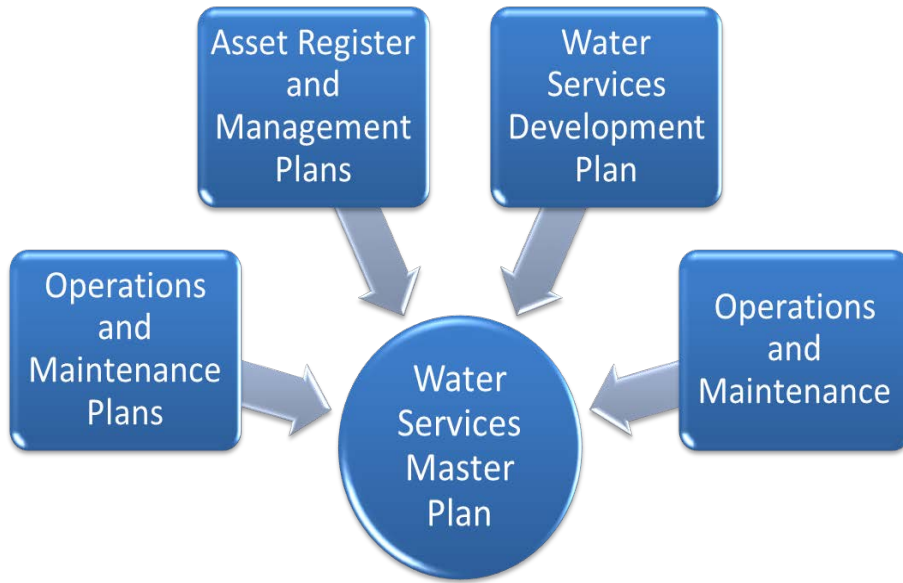 Asset Register
and
Management
Plans
Water
Services
Development
Plan
Operations
and
Maintenance
Plans
Operations
and
Maintenance
Water
Services
Master
Plan